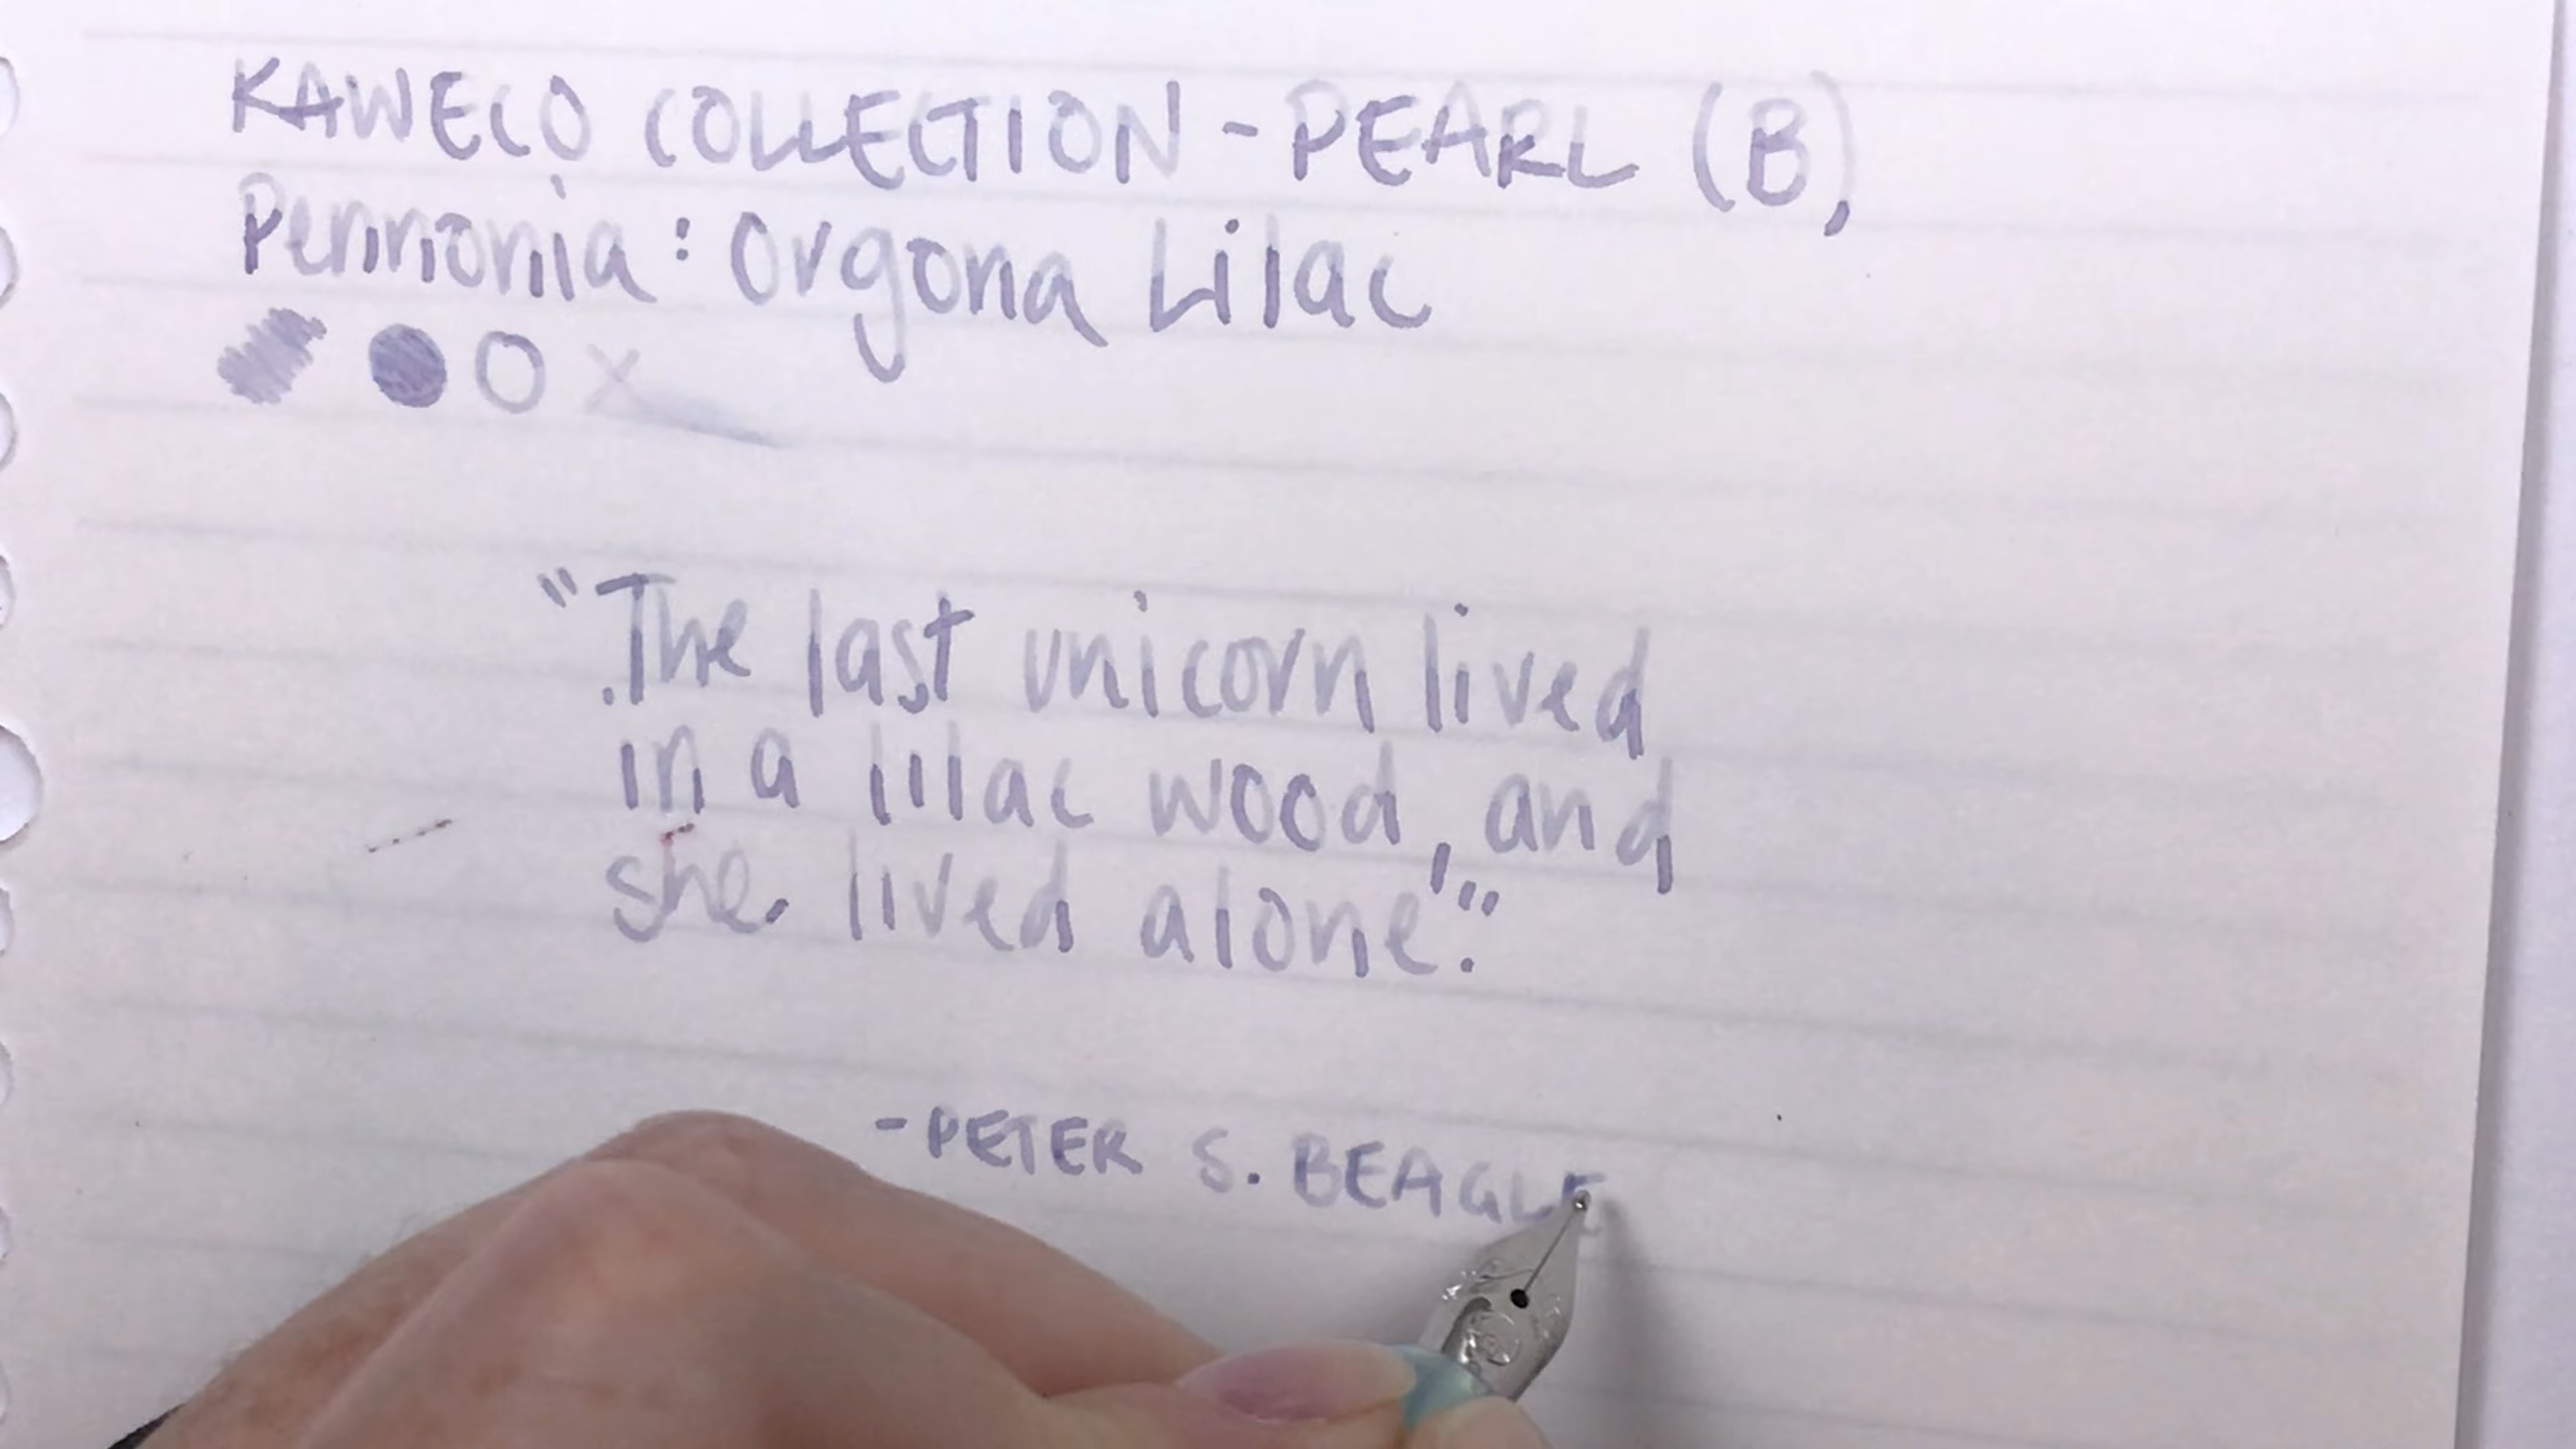 KAWECO COLLECTION - PEARL (B),
Pennonia: Orgona Lilac
"The last unicorn lived
in a lilac wood, and
she lived alone."
- PETER S. BEAGLE